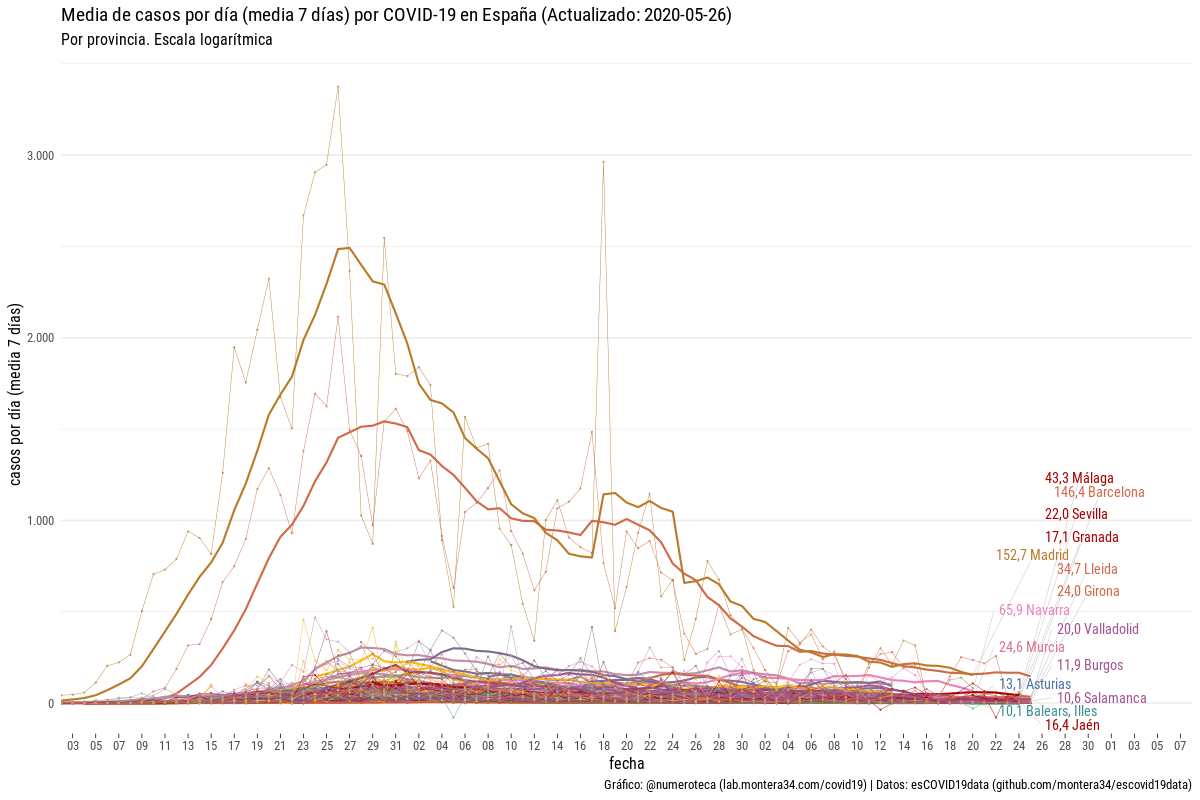 Media de casos por día (media 7 días) por COVID-19 en España (Actualizado: 2020-05-26)
Por provincia. Escala logarítmica
casos por día (media 7 días)
3.000
2.000
1.000
0
43,3 Málaga
146,4 Barcelona
22,0 Sevilla
17,1 Granada
152,7 Madrid
34,7 Lleida
24,0 Girona
65,9 Navarra
20,0 Valladolid
24,6 Murcia
11,9 Burgos
13,1 Asturias
10,6 Salamanca
10,1 Balears, Illes
16,4 Jaén
03 05 07 09 11 13 15 17 19 21 23 25 27 29 31 02 04 06 08 10 12 14 16 18 20 22 24 26 28 30 02 04 06 08 10 12 14 16 18 20 22 24 26 28 30 01 03 05 07
fecha
Gráfico: @numeroteca (lab.montera34.com/covid19) | Datos: esCOVID19data (github.com/montera34/escovid19data)